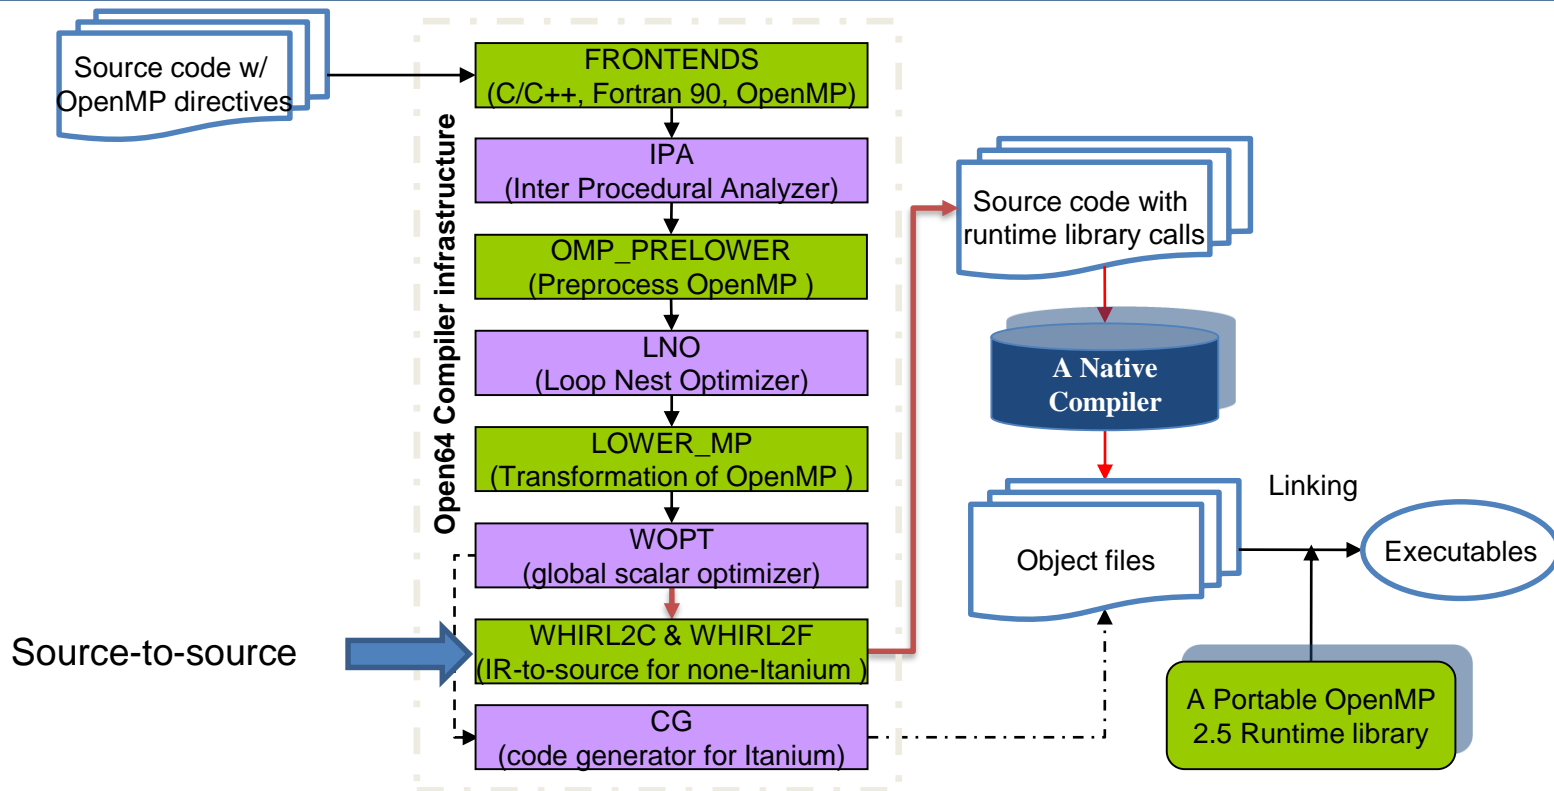 Source code w/
OpenMP directives
Open64 Compiler infrastructure
FRONTENDS
(C/C++, Fortran 90, OpenMP)
IPA
(Inter Procedural Analyzer)
OMP_PRELOWER
(Preprocess OpenMP )
LNO
(Loop Nest Optimizer)
LOWER_MP
(Transformation of OpenMP )
WOPT
(global scalar optimizer)
Source-to-source
WHIRL2C & WHIRL2F
(IR-to-source for none-Itanium )
CG
(code generator for Itanium)
Source code with
runtime library calls
A Native
Compiler
Object files
Linking
Executables
A Portable OpenMP
2.5 Runtime library